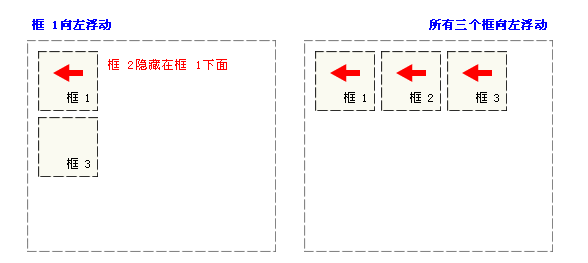 框 1向左浮动
所有三个框向左浮动
框 1
框 2隐藏在框 1下面
框 3
框 1
框 2
框 3